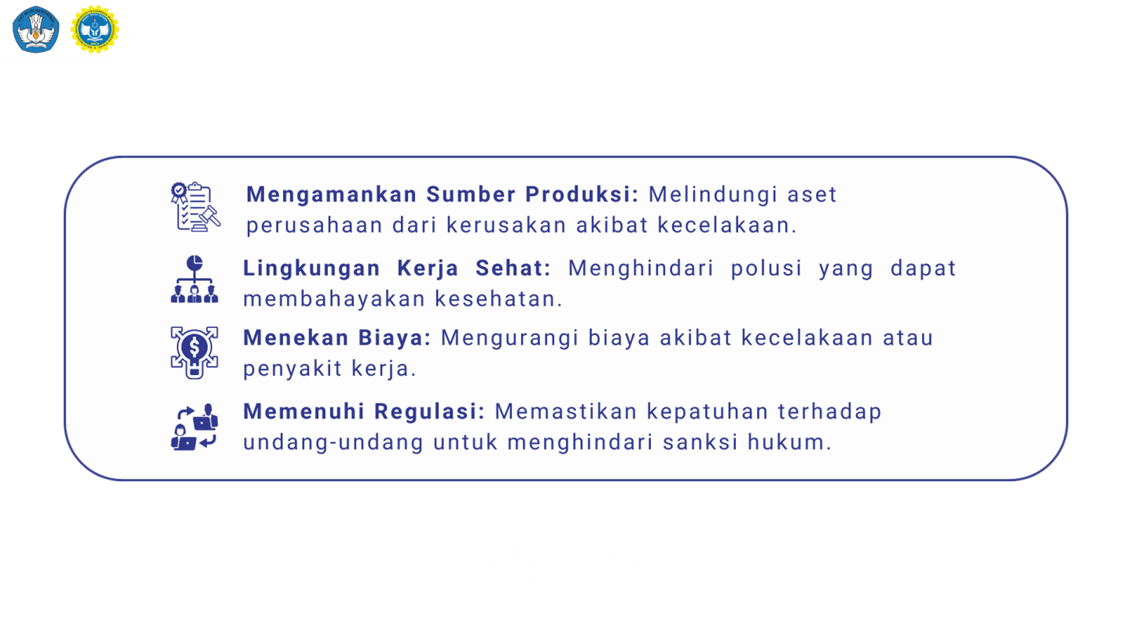 Mengamankan Sumber Produksi: Melindungi aset
perusahaan dari kerusakan akibat kecelakaan.
Lingkungan Kerja Sehat: Menghindari polusi yang dapat
membahayakan kesehatan.
Menekan Biaya: Mengurangi biaya akibat kecelakaan atau
penyakit kerja.
Memenuhi Regulasi: Memastikan kepatuhan terhadap
undang-undang untuk menghindari sanksi hukum.